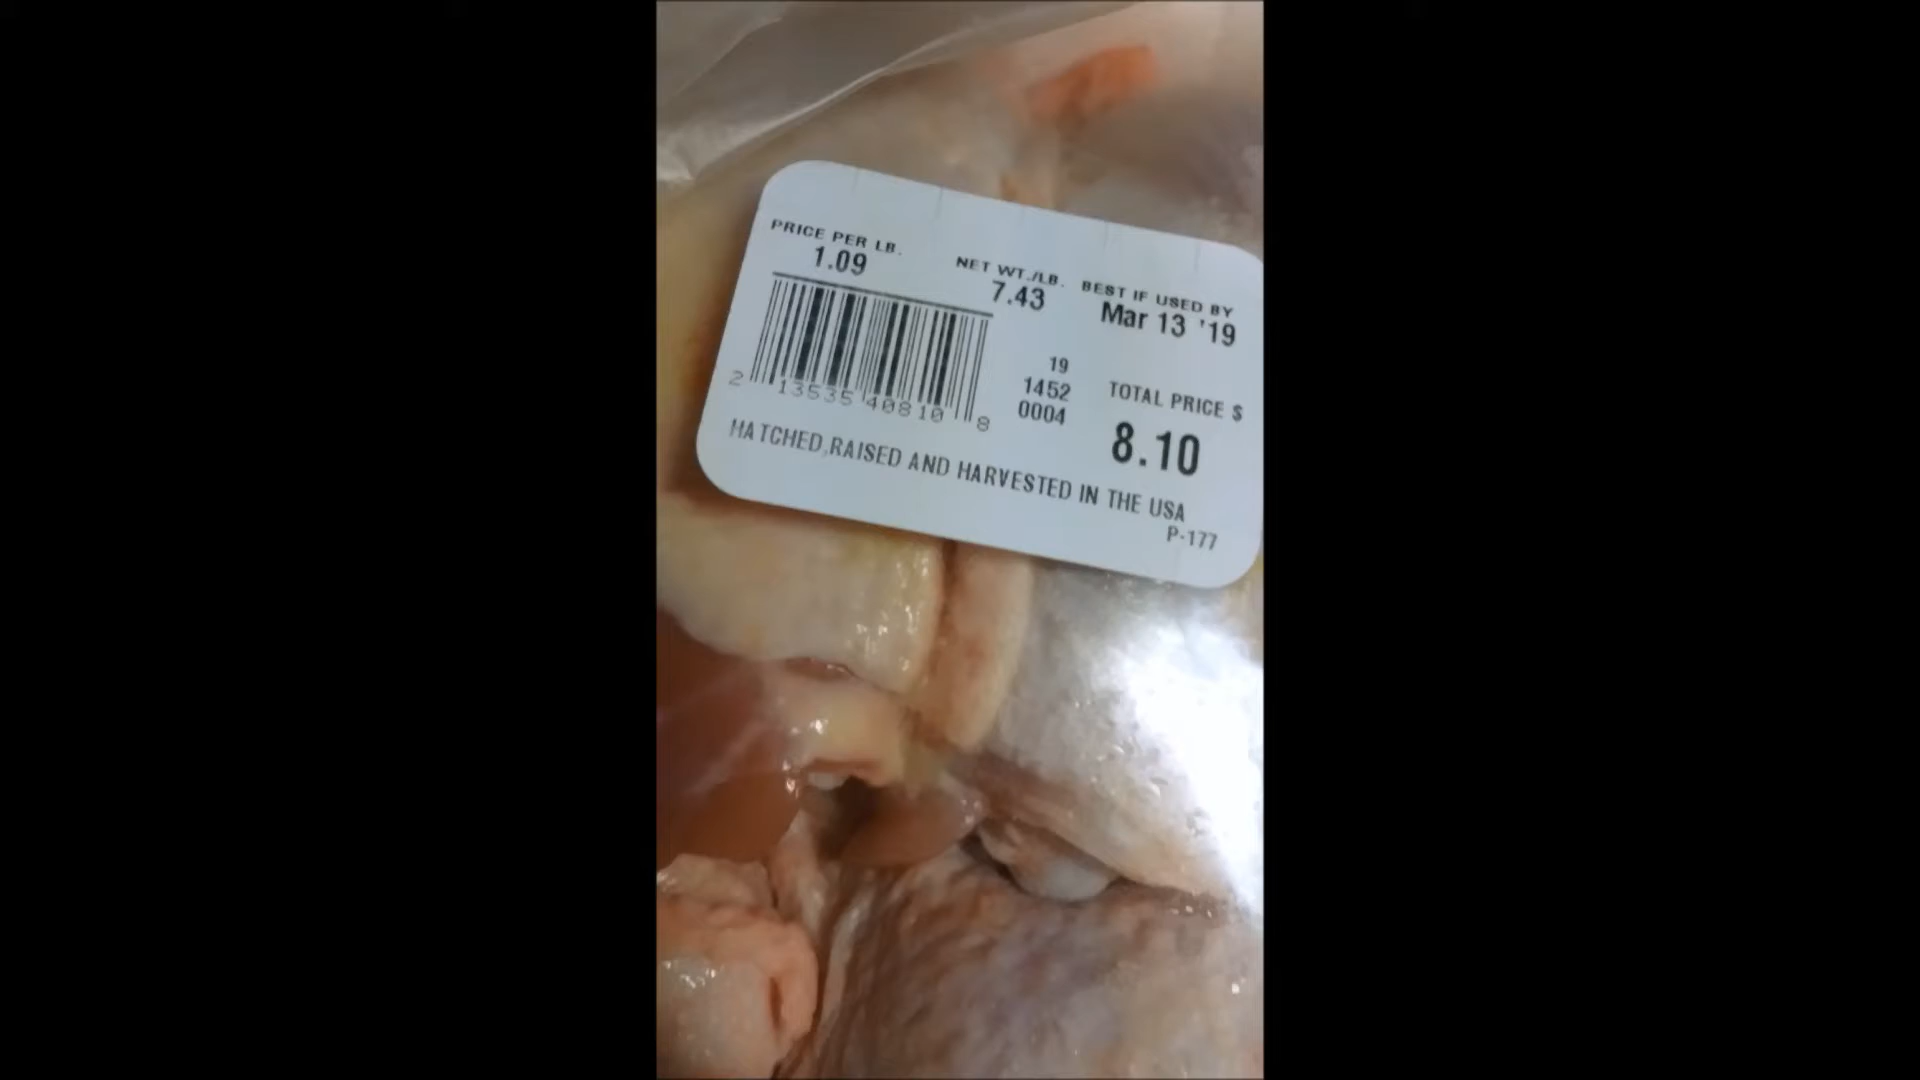 PRICE PER LB.
1.09
NET WT./LB.
7.43
BEST IF USED BY
Mar 13 '19
19
1452
0004
TOTAL PRICE $
8.10
2 13535 40810 8
HATCHED,RAISED AND HARVESTED IN THE USA
P-177